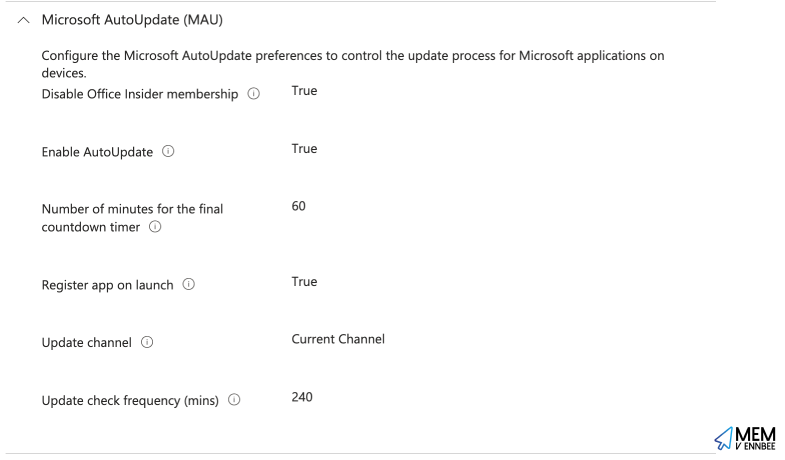 Microsoft AutoUpdate (MAU)
Configure the Microsoft AutoUpdate preferences to control the update process for Microsoft applications on
devices.
Disable Office Insider membership True
Enable AutoUpdate True
Number of minutes for the final 60
countdown timer
Register app on launch True
Update channel Current Channel
Update check frequency (mins) 240
MEM
V ENNBEE